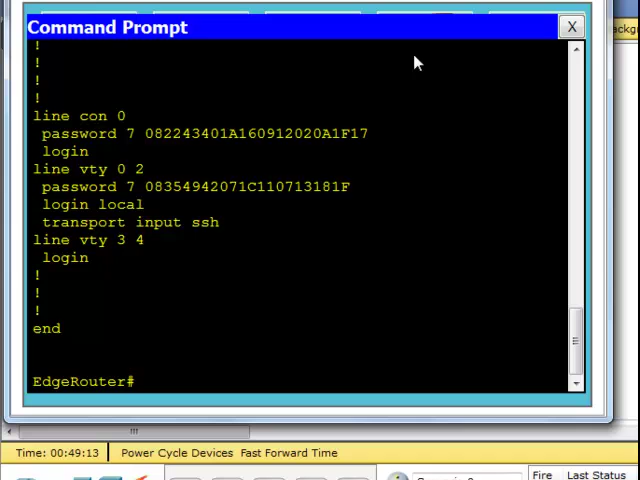 Command Prompt
X
ackgr
!
!
!
!
line con 0
password 7 082243401A160912020A1F17
login
line vty 0 2
password 7 08354942071C110713181F
login local
transport input ssh
line vty 3 4
login
!
!
!
end
EdgeRouter#
Time: 00:49:13 Power Cycle Devices Fast Forward Time
Fire Last Status